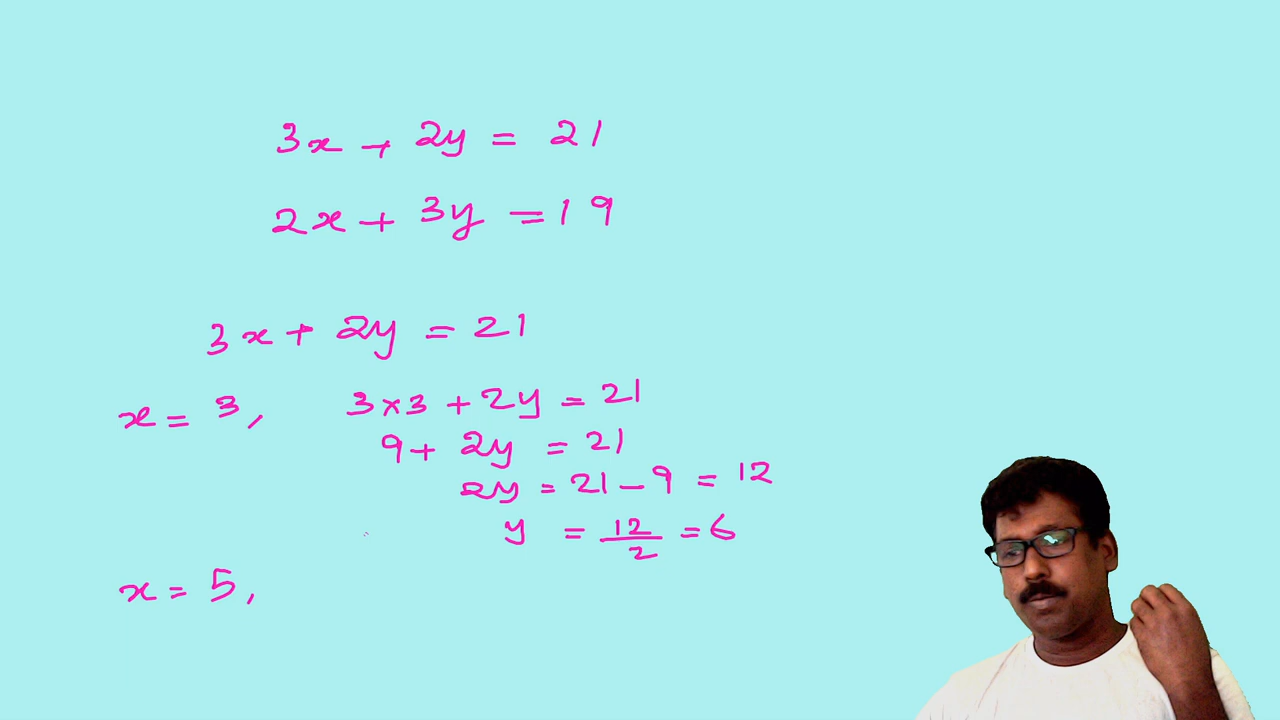 3x + 2y = 21
2x + 3y = 19
3x + 2y = 21
x = 3, 3×3 + 2y = 21
9 + 2y = 21
2y = 21 - 9 = 12
y = 12/2 = 6
x = 5,